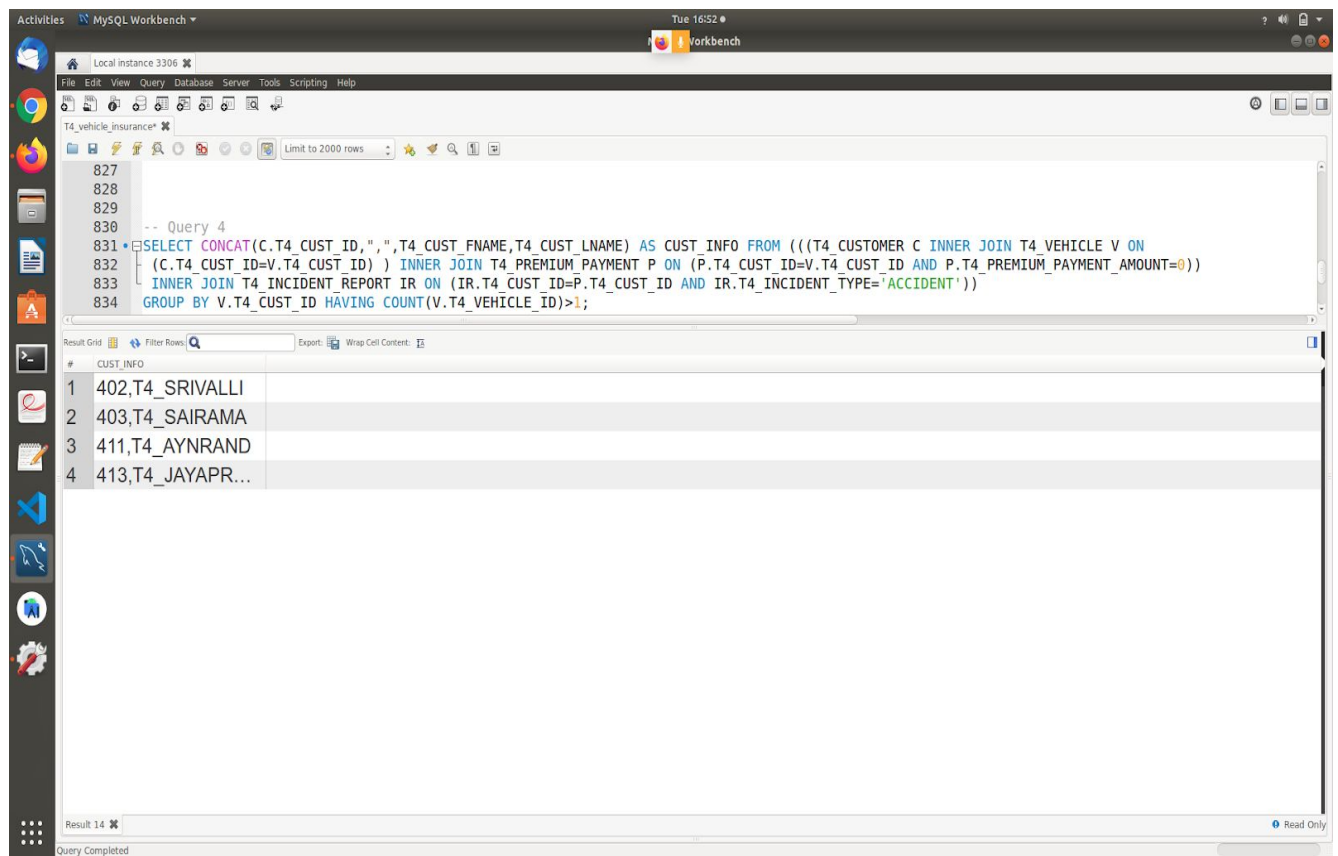 Activities MySQL Workbench Tue 16:52
Workbench
Local instance 3306
File Edit View Query Database Server Tools Scripting Help
T4_vehicle_insurance*
Limit to 2000 rows
827
828
829
830 -- Query 4
831 SELECT CONCAT(C.T4_CUST_ID,",",T4_CUST_FNAME,T4_CUST_LNAME) AS CUST_INFO FROM (((T4_CUSTOMER C INNER JOIN T4_VEHICLE V ON
832 (C.T4_CUST_ID=V.T4_CUST_ID) ) INNER JOIN T4_PREMIUM_PAYMENT P ON (P.T4_CUST_ID=V.T4_CUST_ID AND P.T4_PREMIUM_PAYMENT_AMOUNT=0))
833 INNER JOIN T4_INCIDENT_REPORT IR ON (IR.T4_CUST_ID=P.T4_CUST_ID AND IR.T4_INCIDENT_TYPE='ACCIDENT'))
834 GROUP BY V.T4_CUST_ID HAVING COUNT(V.T4_VEHICLE_ID)>1;
Result Grid Filter Rows: Export: Wrap Cell Content:
# CUST_INFO
1 402,T4_SRIVALLI
2 403,T4_SAIRAMA
3 411,T4_AYNRAND
4 413,T4_JAYAPR...
Result 14 Read Only
Query Completed